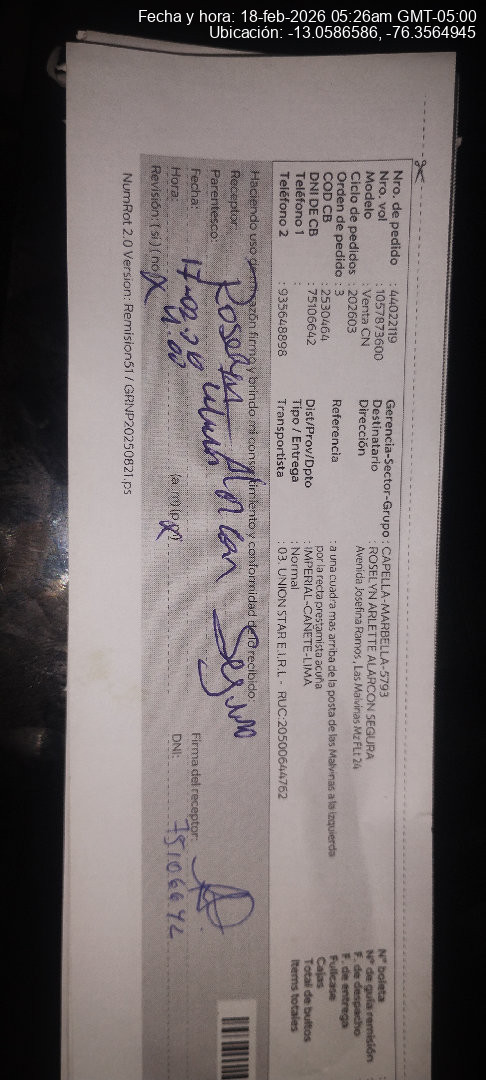 Fecha y hora: 18-feb-2026 05:26am GMT-05:00
Ubicación: -13.0586586, -76.3564945
Nro. de pedido : 44022119
Nro. vol : 1057873600
Modelo : Venta CN
Ciclo de pedidos : 202603
Orden de pedido : 3
COD CB : 2530464
DNI DE CB : 75106642
Teléfono 1 :
Teléfono 2 : 935648898
Gerencia-Sector-Grupo : CAPELLA-MARBELLA-5793
Destinatario : ROSELYN ARLETTE ALARCON SEGURA
Dirección : Avenida Josefina Ramos , Las Malvinas Mz F Lt 24
Referencia : a una cuadra mas arriba de la posta de las Malvinas a la izquierda
por la recta prestamista acuña
Dist/Prov/Dpto : IMPERIAL-CAÑETE-LIMA
Tipo / Entrega : Normal
Transportista : 03. UNION STAR E.I.R.L - RUC:20500644762
N° boleta
N° de guía remisión
F. de despacho
F. de entrega
Fullcase
Cajas
Total de bultos
Items totales
Haciendo uso de mi razón firmo y brindo mi consentimiento y conformidad de lo recibido:
Receptor: Alarcon Segura
Parentesco:
Fecha: 17-02-26
Hora: (a.m) (p.m)
Revisión: ( si ) ( no ) X
Firma del receptor:
DNI: 75106642
NumRot 2.0 Version: Remision51 / GRNP20250821.ps